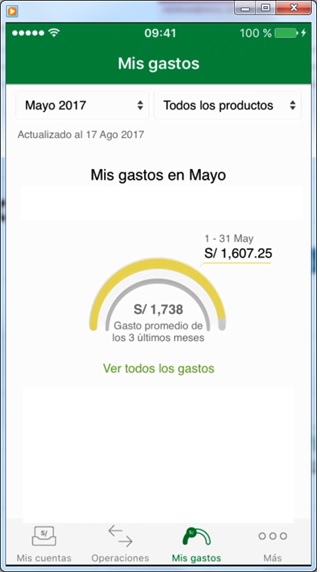 09:41
100 %
Mis gastos
Mayo 2017
Todos los productos
Actualizado al 17 Ago 2017
Mis gastos en Mayo
1 - 31 May
S/ 1,607.25
S/ 1,738
Gasto promedio de
los 3 últimos meses
Ver todos los gastos
S/
Mis cuentas
Operaciones
Mis gastos
Más